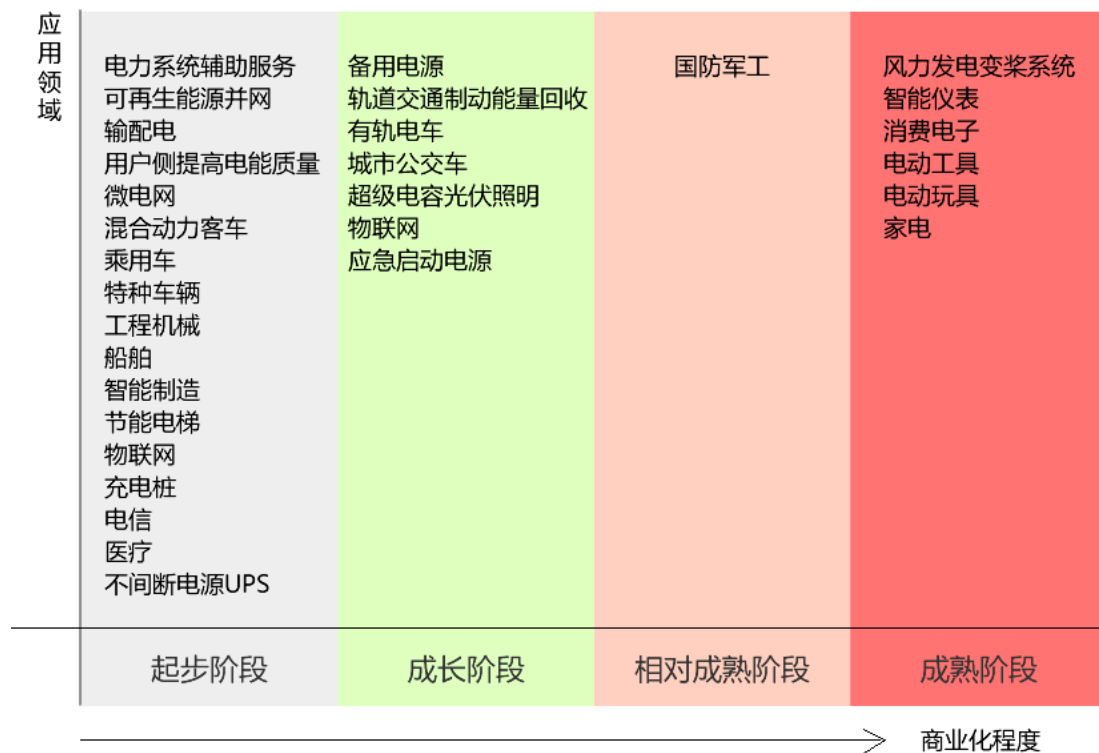 应用领域
电力系统辅助服务
可再生能源并网
输配电
用户侧提高电能质量
微电网
混合动力客车
乘用车
特种车辆
工程机械
船舶
智能制造
节能电梯
物联网
充电桩
电信
医疗
不间断电源UPS
备用电源
轨道交通制动能量回收
有轨电车
城市公交车
超级电容光伏照明
物联网
应急启动电源
国防军工
风力发电变桨系统
智能仪表
消费电子
电动工具
电动玩具
家电
起步阶段
成长阶段
相对成熟阶段
成熟阶段
商业化程度